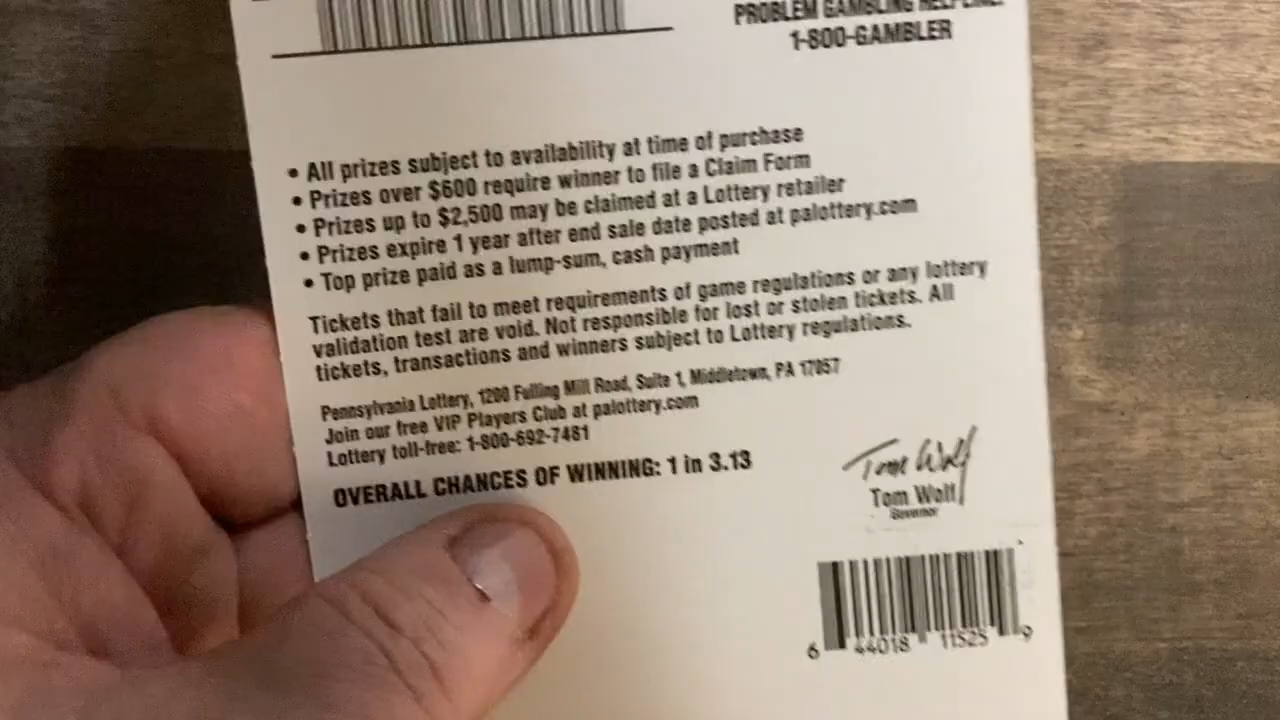 PROBLEM GAMBLING HELPLINE:
1-800-GAMBLER
• All prizes subject to availability at time of purchase
• Prizes over $600 require winner to file a Claim Form
• Prizes up to $2,500 may be claimed at a Lottery retailer
• Prizes expire 1 year after end sale date posted at palottery.com
• Top prize paid as a lump-sum, cash payment
Tickets that fail to meet requirements of game regulations or any lottery
validation test are void. Not responsible for lost or stolen tickets. All
tickets, transactions and winners subject to Lottery regulations.
Pennsylvania Lottery, 1200 Fulling Mill Road, Suite 1, Middletown, PA 17057
Join our free VIP Players Club at palottery.com
Lottery toll-free: 1-800-692-7481
OVERALL CHANCES OF WINNING: 1 in 3.13
Tom Wolf
Tom Wolf
Governor
6 44018 11525 9